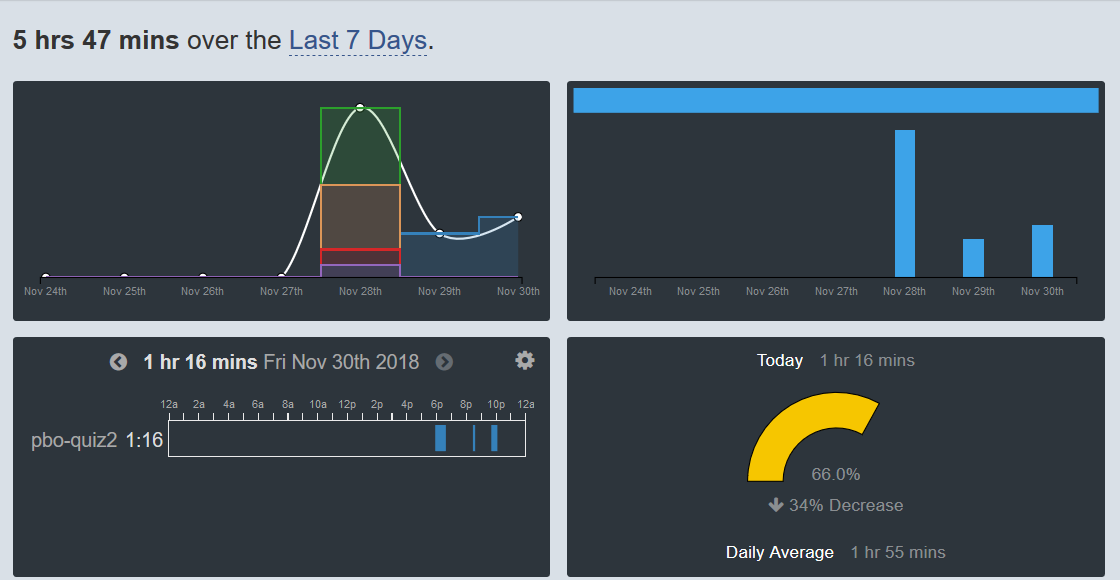 5 hrs 47 mins over the Last 7 Days.
Nov 24th Nov 25th Nov 26th Nov 27th Nov 28th Nov 29th Nov 30th
Nov 24th Nov 25th Nov 26th Nov 27th Nov 28th Nov 29th Nov 30th
1 hr 16 mins Fri Nov 30th 2018
12a 2a 4a 6a 8a 10a 12p 2p 4p 6p 8p 10p 12a
pbo-quiz2 1:16
Today 1 hr 16 mins
66.0%
34% Decrease
Daily Average 1 hr 55 mins